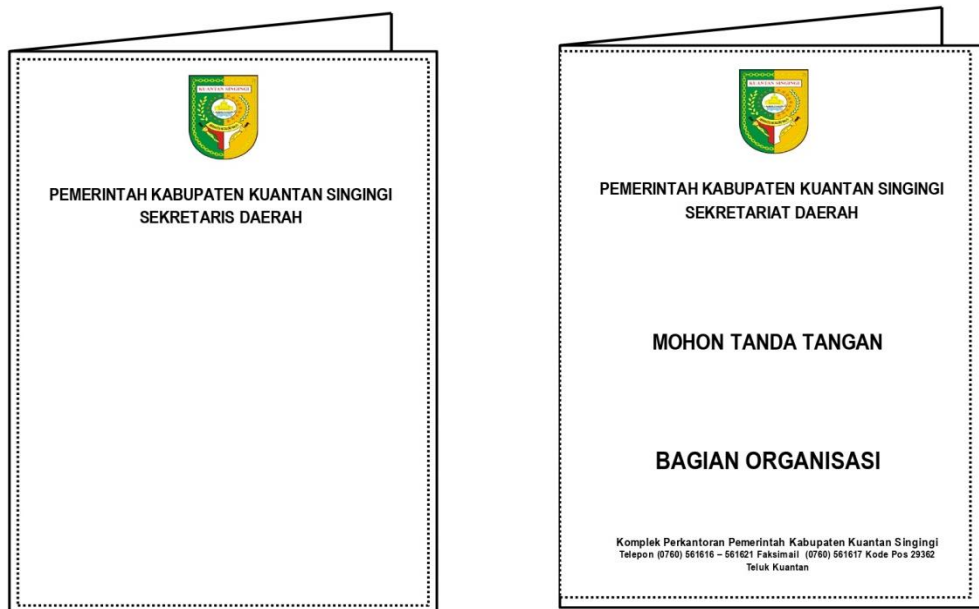 KUANTAN SINGINGI
PEMERINTAH KABUPATEN KUANTAN SINGINGI
SEKRETARIS DAERAH
KUANTAN SINGINGI
PEMERINTAH KABUPATEN KUANTAN SINGINGI
SEKRETARIAT DAERAH
MOHON TANDA TANGAN
BAGIAN ORGANISASI
Komplek Perkantoran Pemerintah Kabupaten Kuantan Singingi
Telepon (0760) 561616 – 561621 Faksimail (0760) 561617 Kode Pos 29362
Teluk Kuantan